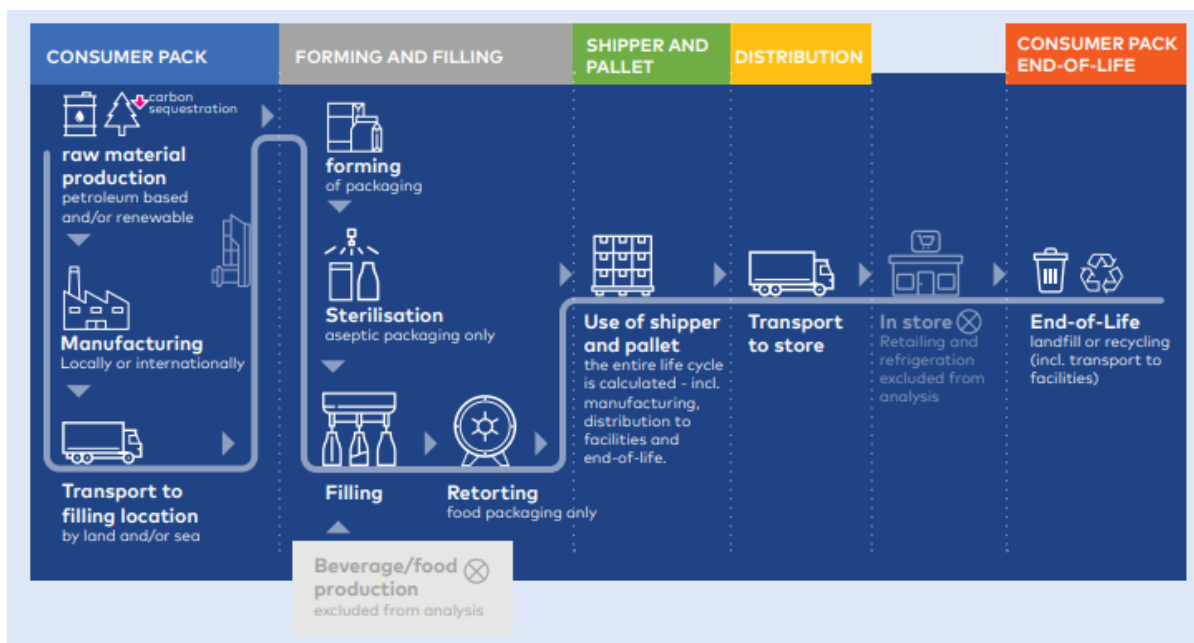 CONSUMER PACK
FORMING AND FILLING
SHIPPER AND
PALLET
DISTRIBUTION
CONSUMER PACK
END-OF-LIFE
carbon
sequestration
raw material
production
petroleum based
and/or renewable
Manufacturing
Locally or internationally
Transport to
filling location
by land and/or sea
forming
of packaging
Sterilisation
aseptic packaging only
Filling
Retorting
food packaging only
Beverage/food
production
excluded from analysis
Use of shipper
and pallet
the entire life cycle
is calculated - incl.
manufacturing,
distribution to
facilities and
end-of-life.
Transport
to store
In store
Retailing and
refrigeration
excluded from
analysis
End-of-Life
landfill or recycling
(incl. transport to
facilities)